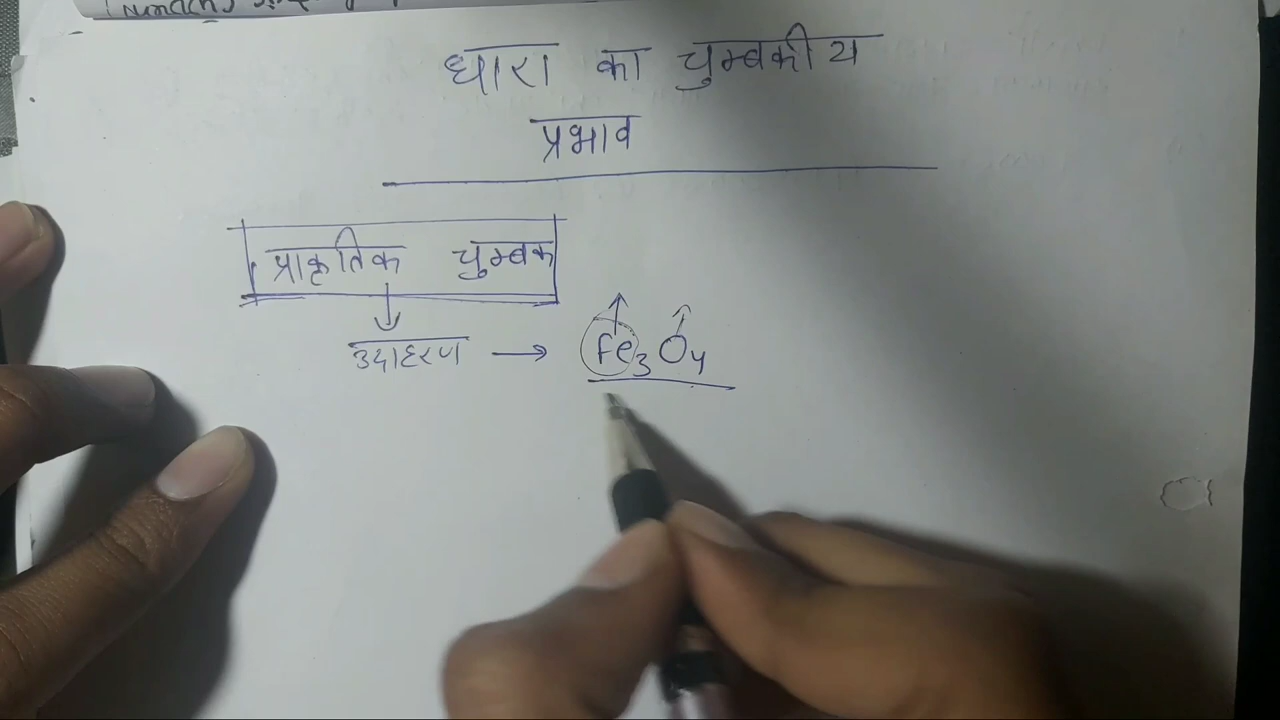 धारा का चुम्बकीय
प्रभाव
प्राकृतिक चुम्बक
उदाहरण → Fe₃O₄